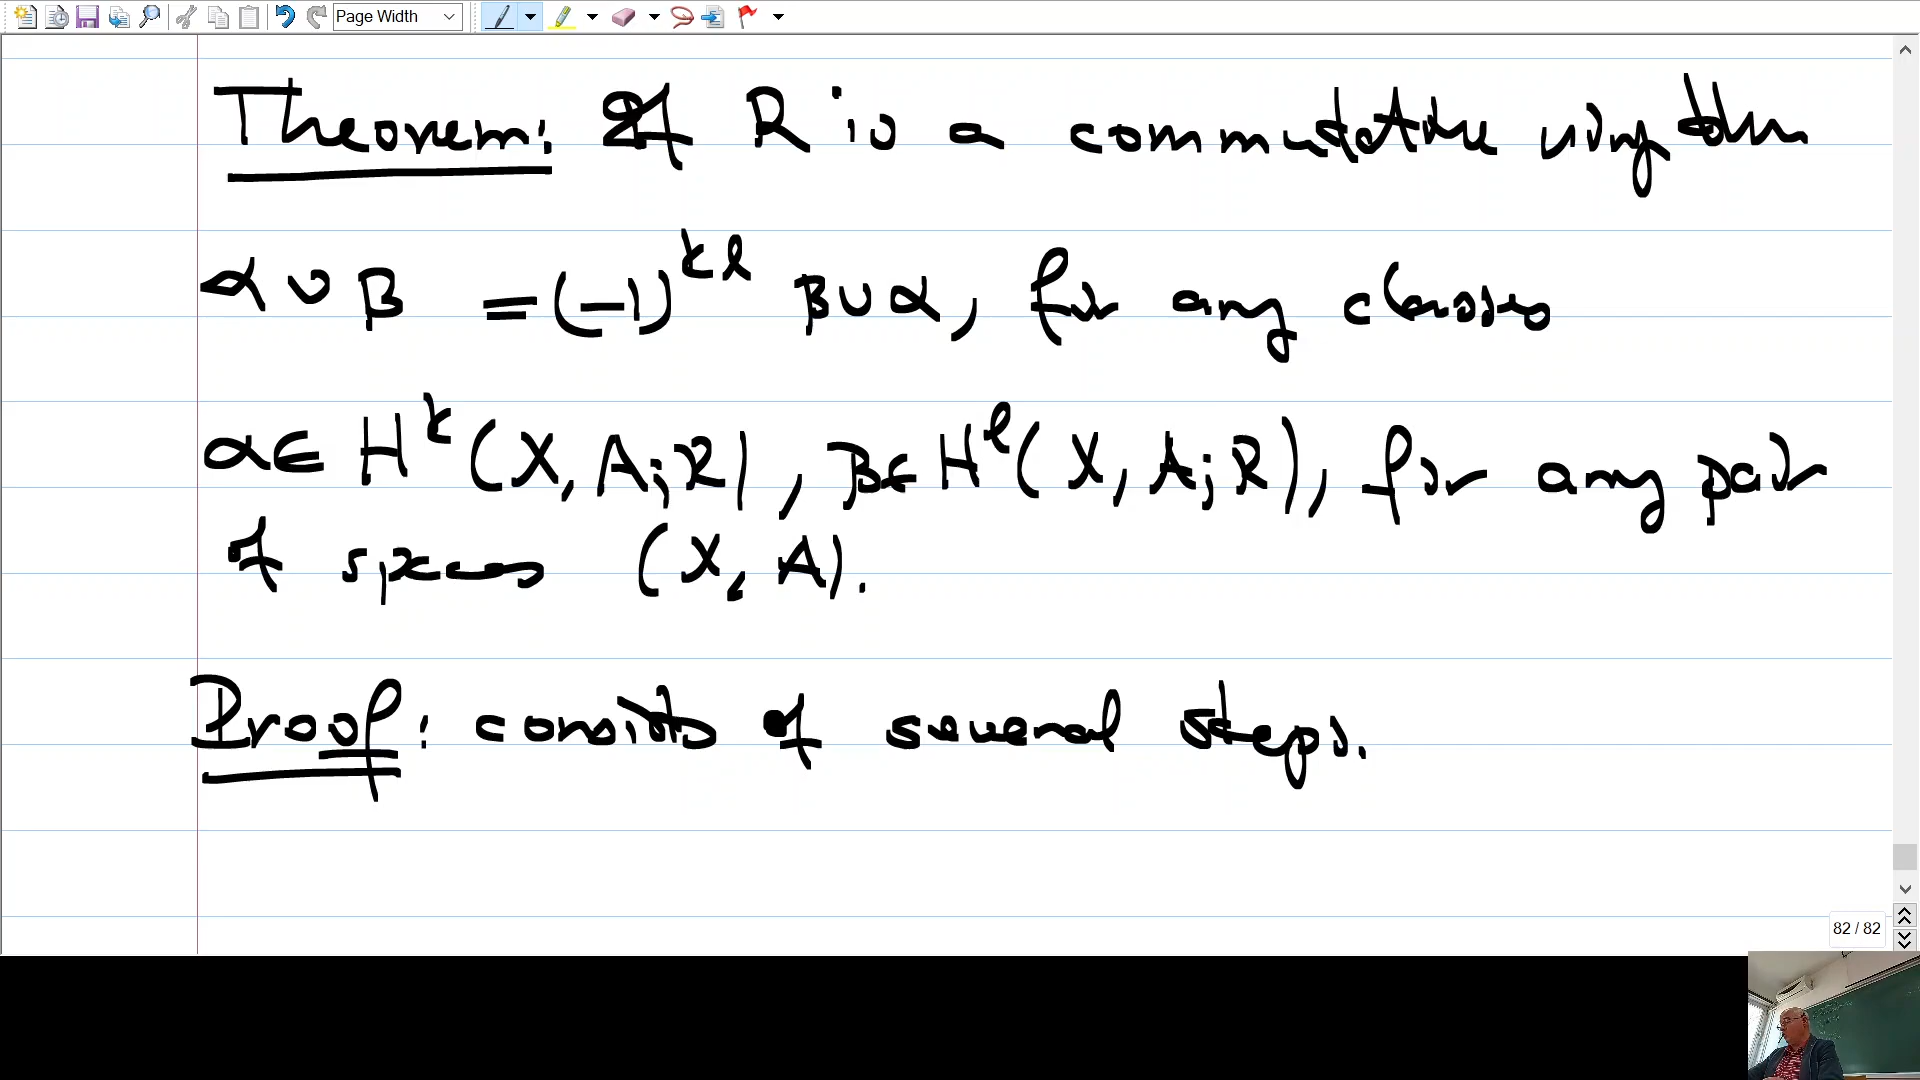 Page Width
Theorem: If R is a commutative ring then
α ∪ β = (-1)^{kl} β ∪ α, for any classes
α ∈ H^k(X, A; R), β ∈ H^l(X, A; R), for any pair
of spaces (X, A).
Proof: consists of several steps.
82 / 82